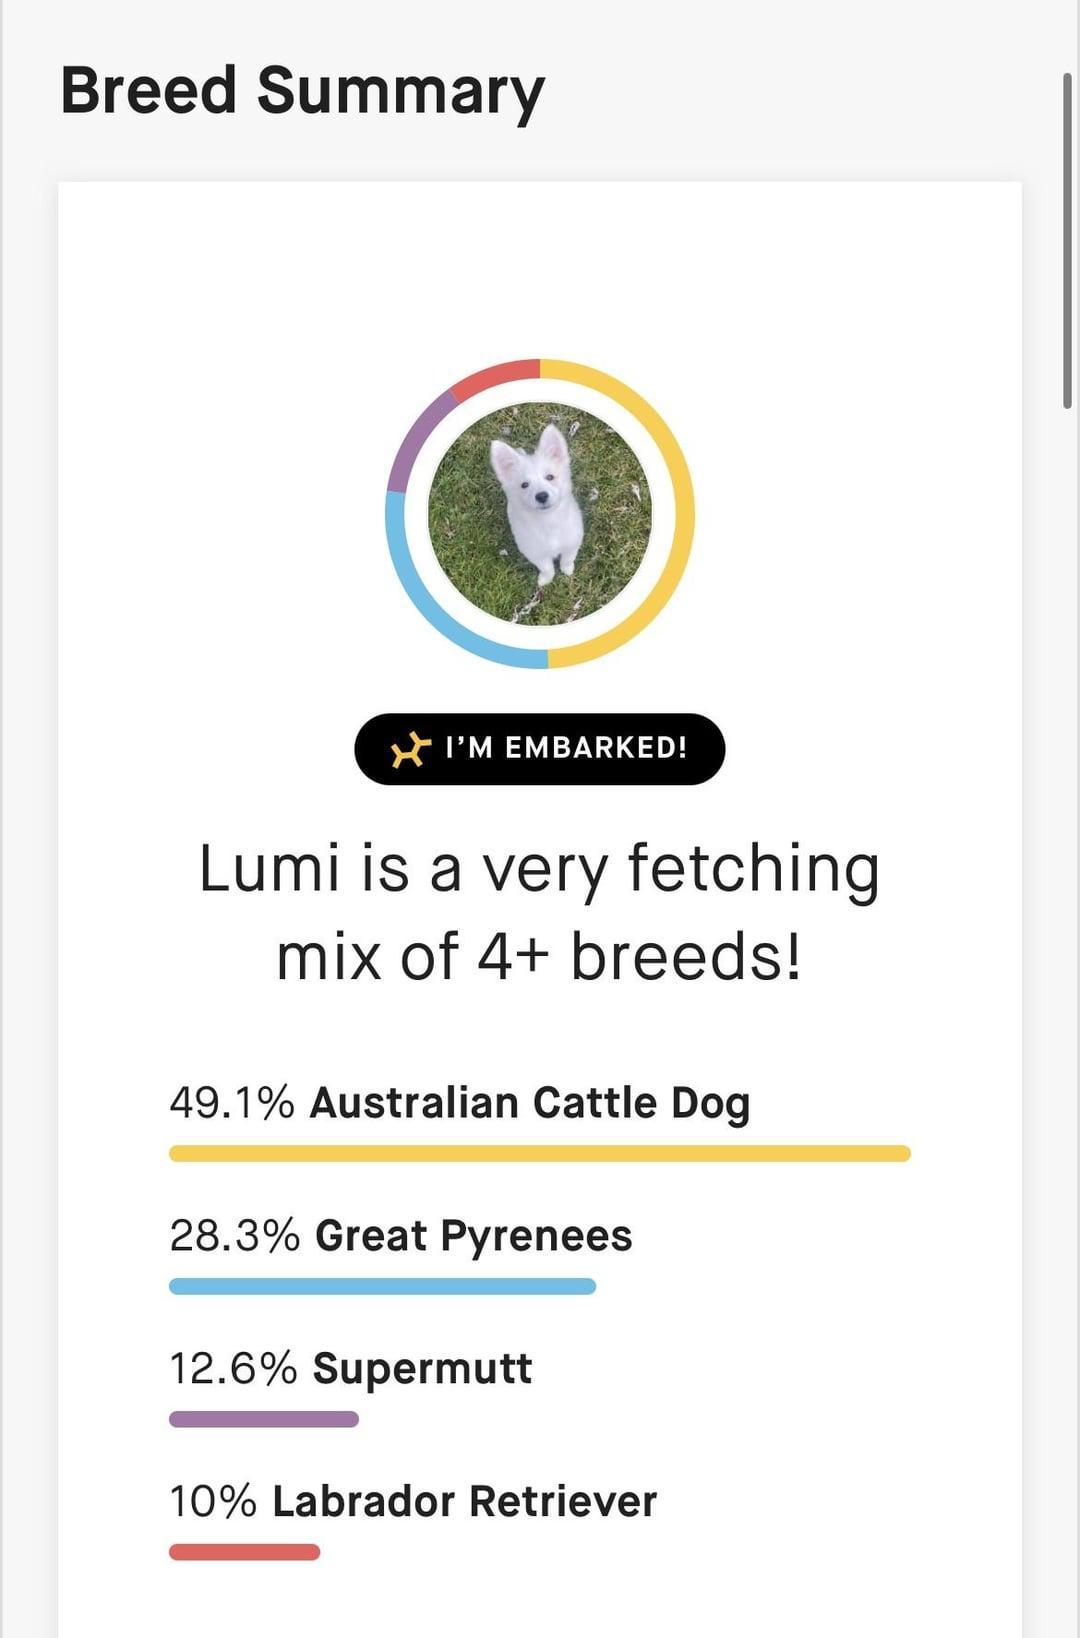 Breed Summary
I’M EMBARKED!
Lumi is a very fetching
mix of 4+ breeds!
49.1% Australian Cattle Dog
28.3% Great Pyrenees
12.6% Supermutt
10% Labrador Retriever